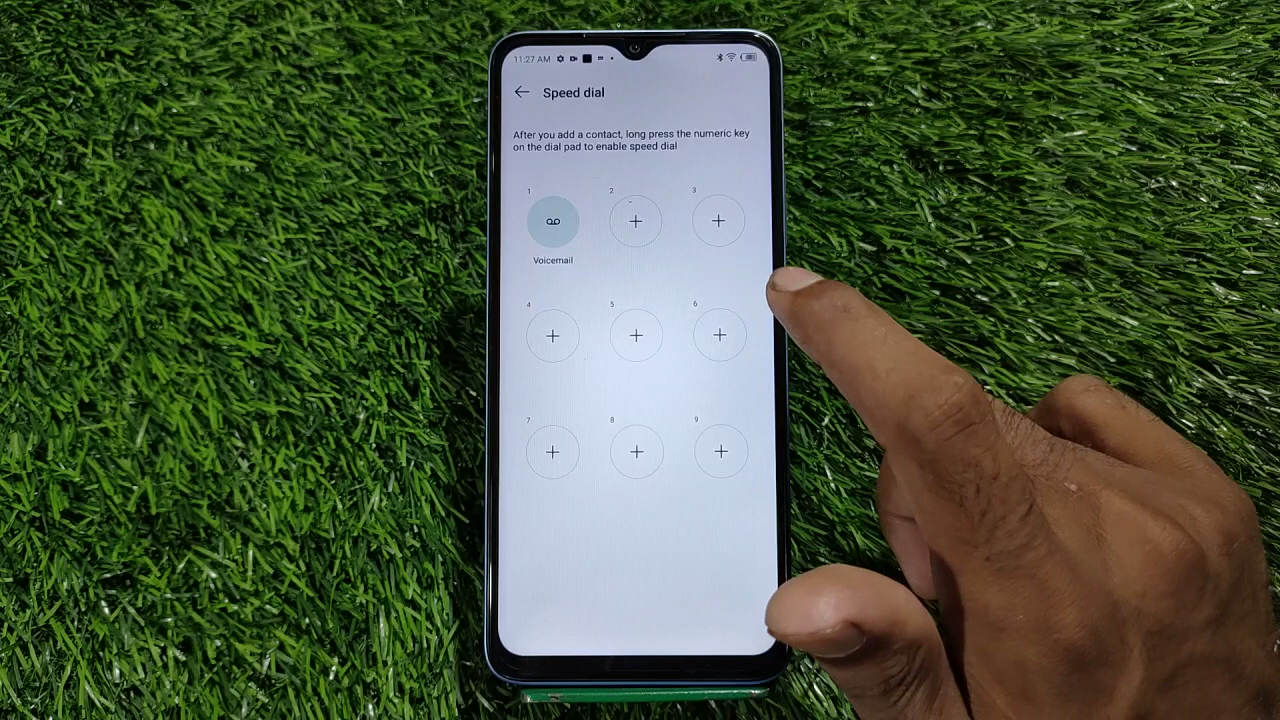 11:27 AM
Speed dial
After you add a contact, long press the numeric key
on the dial pad to enable speed dial
1 2 3
Voicemail
4 5 6
7 8 9